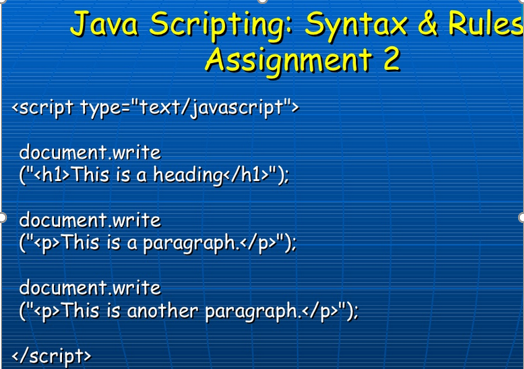 Java Scripting: Syntax & Rules
Assignment 2
<script type="text/javascript">
document.write
("<h1>This is a heading</h1>");
document.write
("<p>This is a paragraph.</p>");
document.write
("<p>This is another paragraph.</p>");
</script>